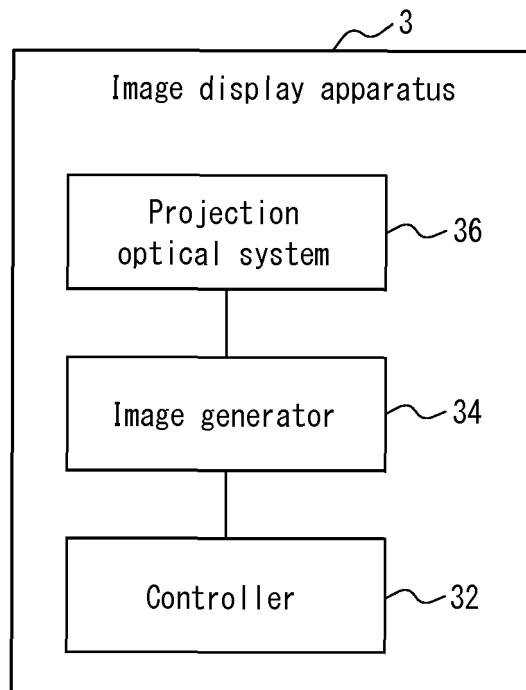 3
Image display apparatus
Projection
optical system
36
Image generator
34
Controller
32